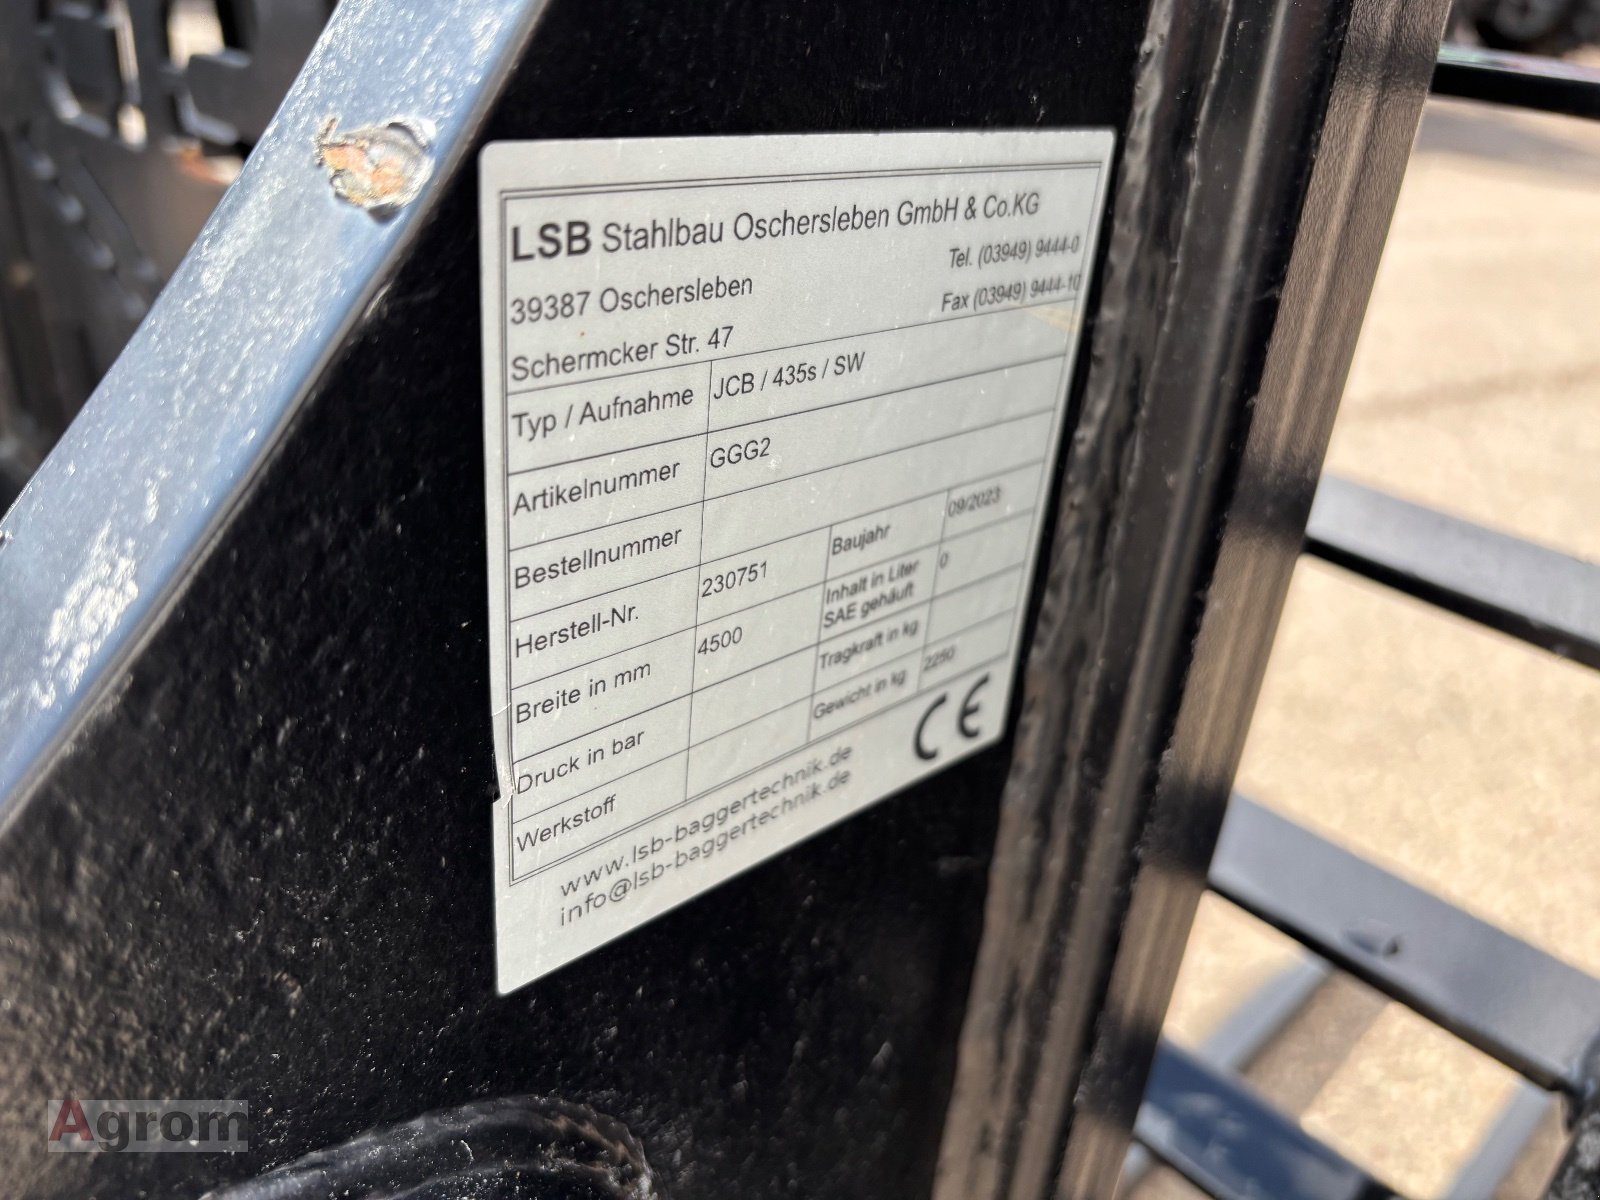 LSB Stahlbau Oschersleben GmbH & Co.KG
39387 Oschersleben Tel. (03949) 9444-0
Schermcker Str. 47 Fax (03949) 9444-10
Typ / Aufnahme JCB / 435s / SW
Artikelnummer GGG2
Bestellnummer
Herstell-Nr. 230751 Baujahr 09/2023
Breite in mm 4500 Inhalt in Liter 0
SAE gehäuft
Druck in bar Tragkraft in kg
Werkstoff Gewicht in kg 2250
www.lsb-baggertechnik.de
info@lsb-baggertechnik.de
CE
Agrom